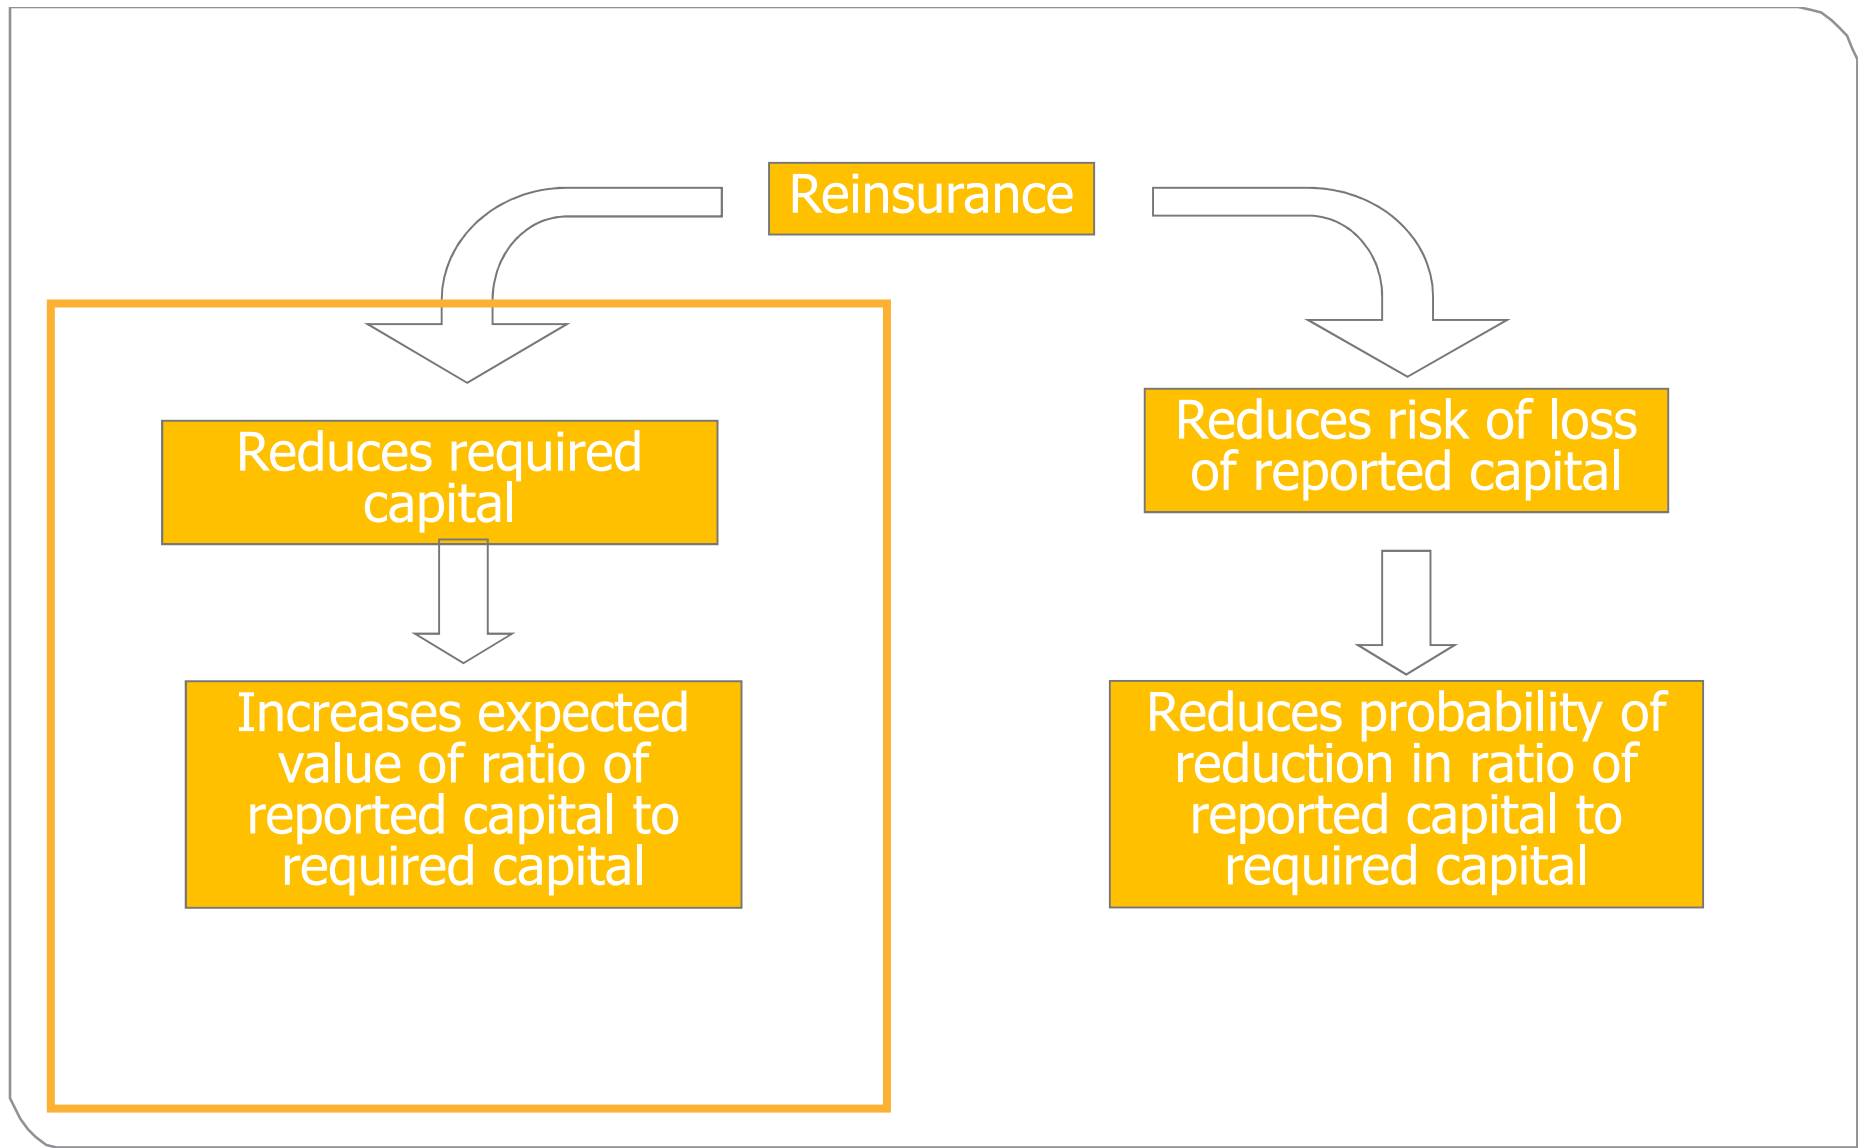 Reinsurance
Reduces required
capital
Increases expected
value of ratio of
reported capital to
required capital
Reduces risk of loss
of reported capital
Reduces probability of
reduction in ratio of
reported capital to
required capital